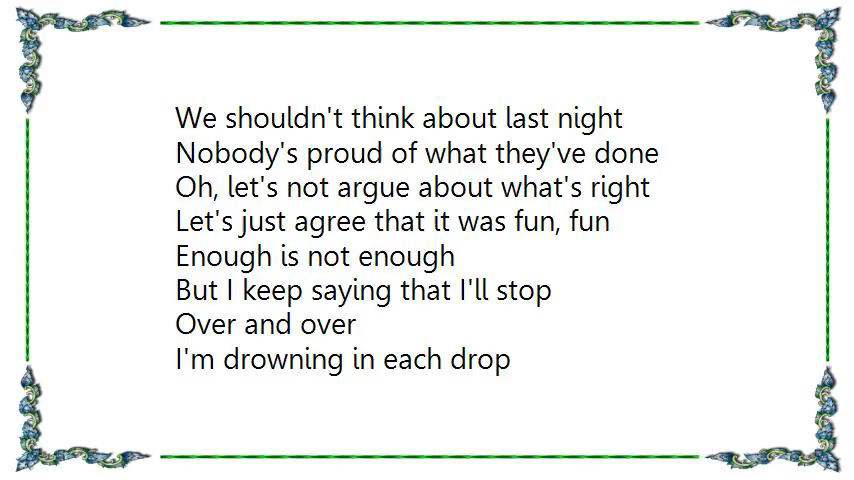 We shouldn't think about last night
Nobody's proud of what they've done
Oh, let's not argue about what's right
Let's just agree that it was fun, fun
Enough is not enough
But I keep saying that I'll stop
Over and over
I'm drowning in each drop